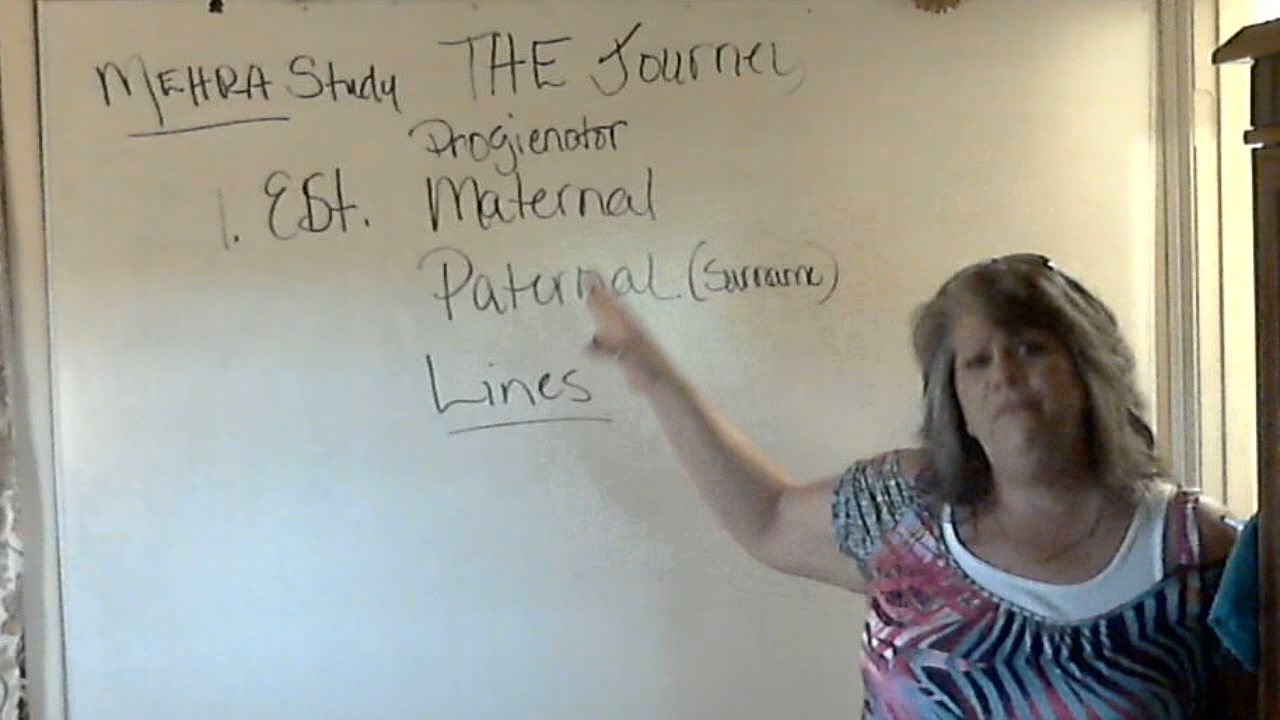 MEHRA Study THE Journey
Progienator
1. Est. Maternal
Paternal (Surname)
Lines